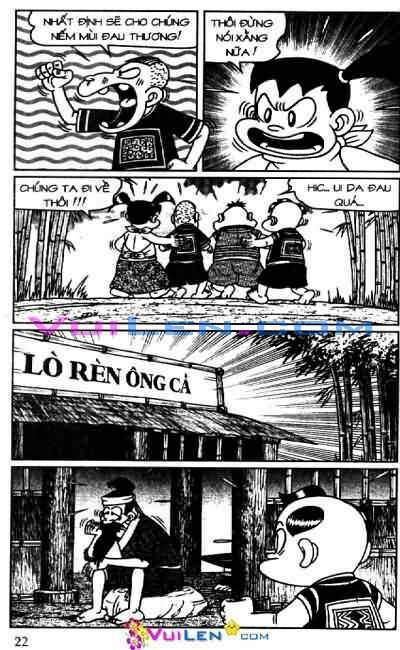 NHẤT ĐỊNH SẼ CHO CHÚNG
NẾM MÙI ĐAU THƯƠNG!
THÔI ĐỪNG
NÓI XẰNG
NỮA!
CHÚNG TA ĐI VỀ
THÔI !!!
HIC... UI DA ĐAU
QUÁ...
VUILEN.COM
LÒ RÈN ÔNG CẢ
22
VUILEN.COM